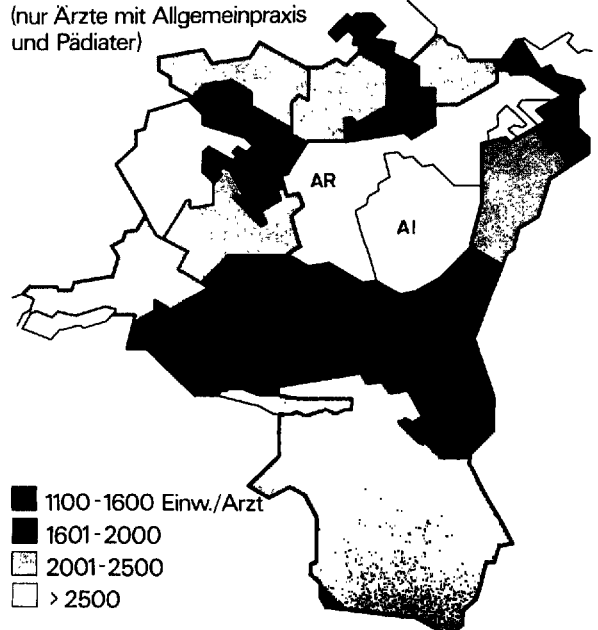 (nur Ärzte mit Allgemeinpraxis
und Pädiater)
AR
AI
1100-1600 Einw./Arzt
1601-2000
2001-2500
> 2500